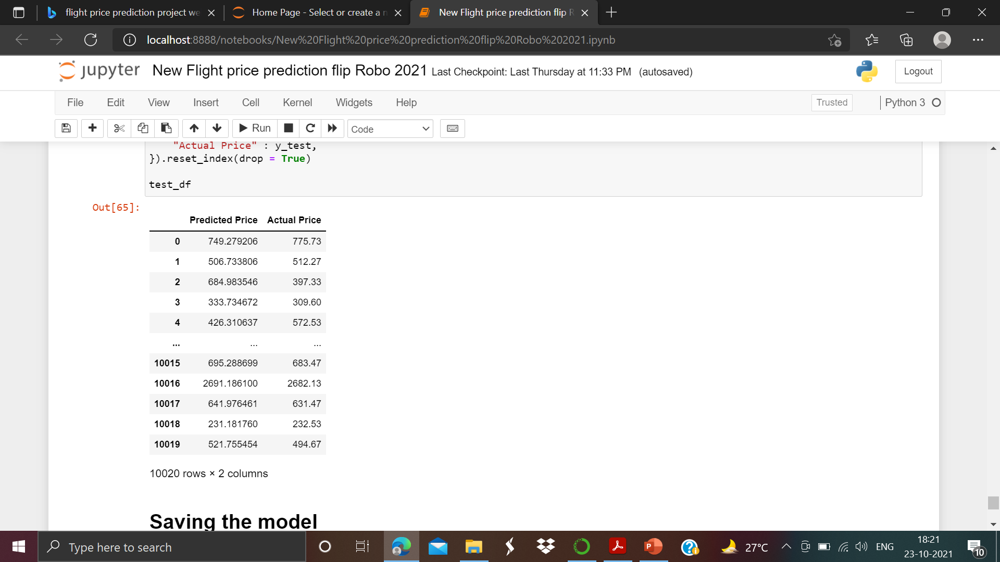 flight price prediction project we
Home Page - Select or create a n
New Flight price prediction flip R
localhost:8888/notebooks/New%20Flight%20price%20prediction%20flip%20Robo%202021.ipynb
jupyter New Flight price prediction flip Robo 2021 Last Checkpoint: Last Thursday at 11:33 PM (autosaved)
Logout
File Edit View Insert Cell Kernel Widgets Help
Trusted
Python 3
Run
Code
"Actual Price" : y_test,
}).reset_index(drop = True)
test_df
Out[65]:
Predicted Price Actual Price
0 749.279206 775.73
1 506.733806 512.27
2 684.983546 397.33
3 333.734672 309.60
4 426.310637 572.53
... ... ...
10015 695.288699 683.47
10016 2691.186100 2682.13
10017 641.976461 631.47
10018 231.181760 232.53
10019 521.755454 494.67
10020 rows × 2 columns
Saving the model
Type here to search
27°C
ENG
18:21
23-10-2021
10